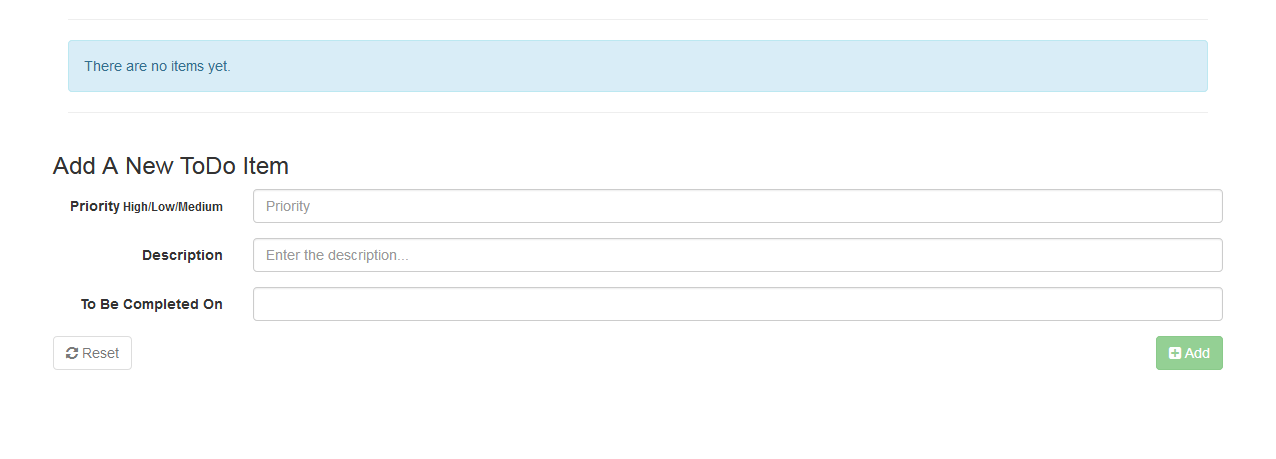 There are no items yet.
Add A New ToDo Item
Priority High/Low/Medium
Priority
Description
Enter the description...
To Be Completed On
Reset
Add